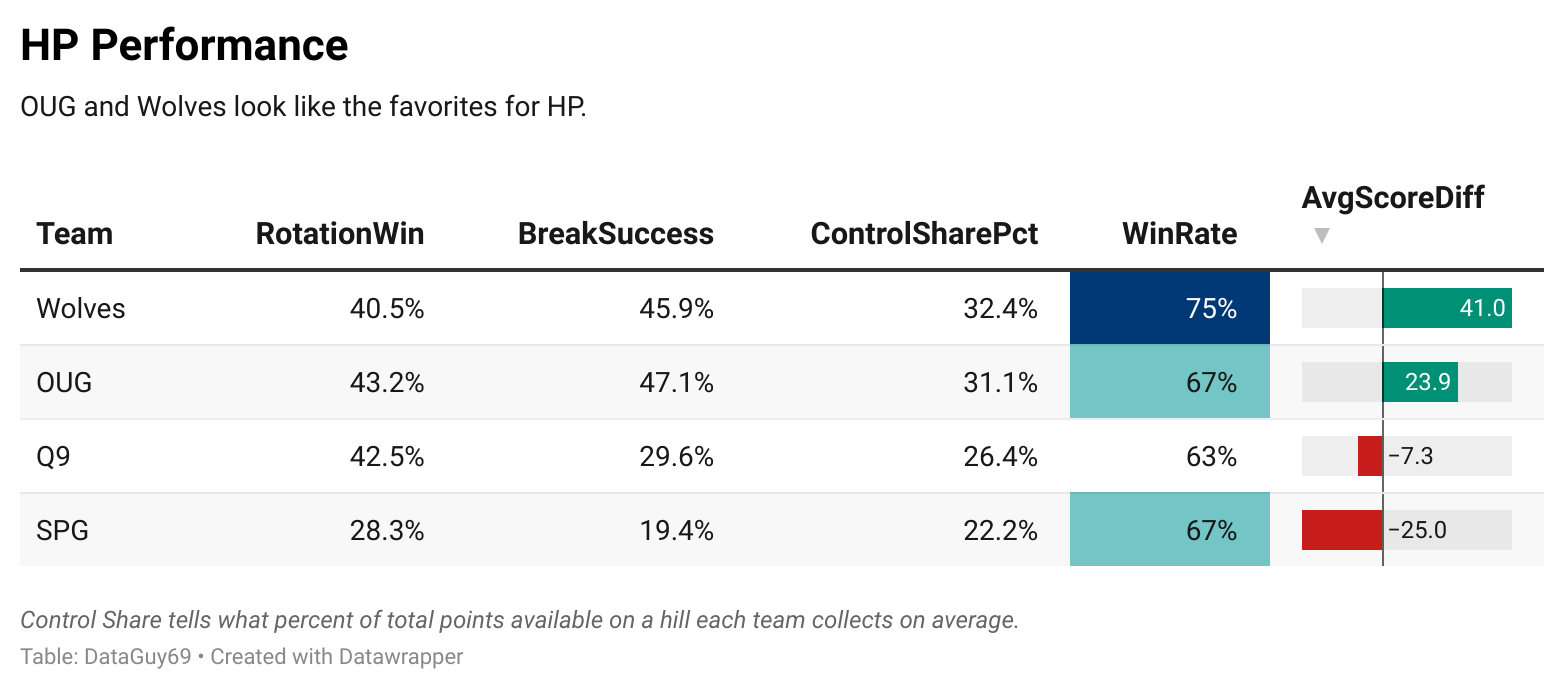 HP Performance
OUG and Wolves look like the favorites for HP.
Team RotationWin BreakSuccess ControlSharePct WinRate AvgScoreDiff ▼
Wolves 40.5% 45.9% 32.4% 75% 41.0
OUG 43.2% 47.1% 31.1% 67% 23.9
Q9 42.5% 29.6% 26.4% 63% −7.3
SPG 28.3% 19.4% 22.2% 67% −25.0
Control Share tells what percent of total points available on a hill each team collects on average.
Table: DataGuy69 • Created with Datawrapper